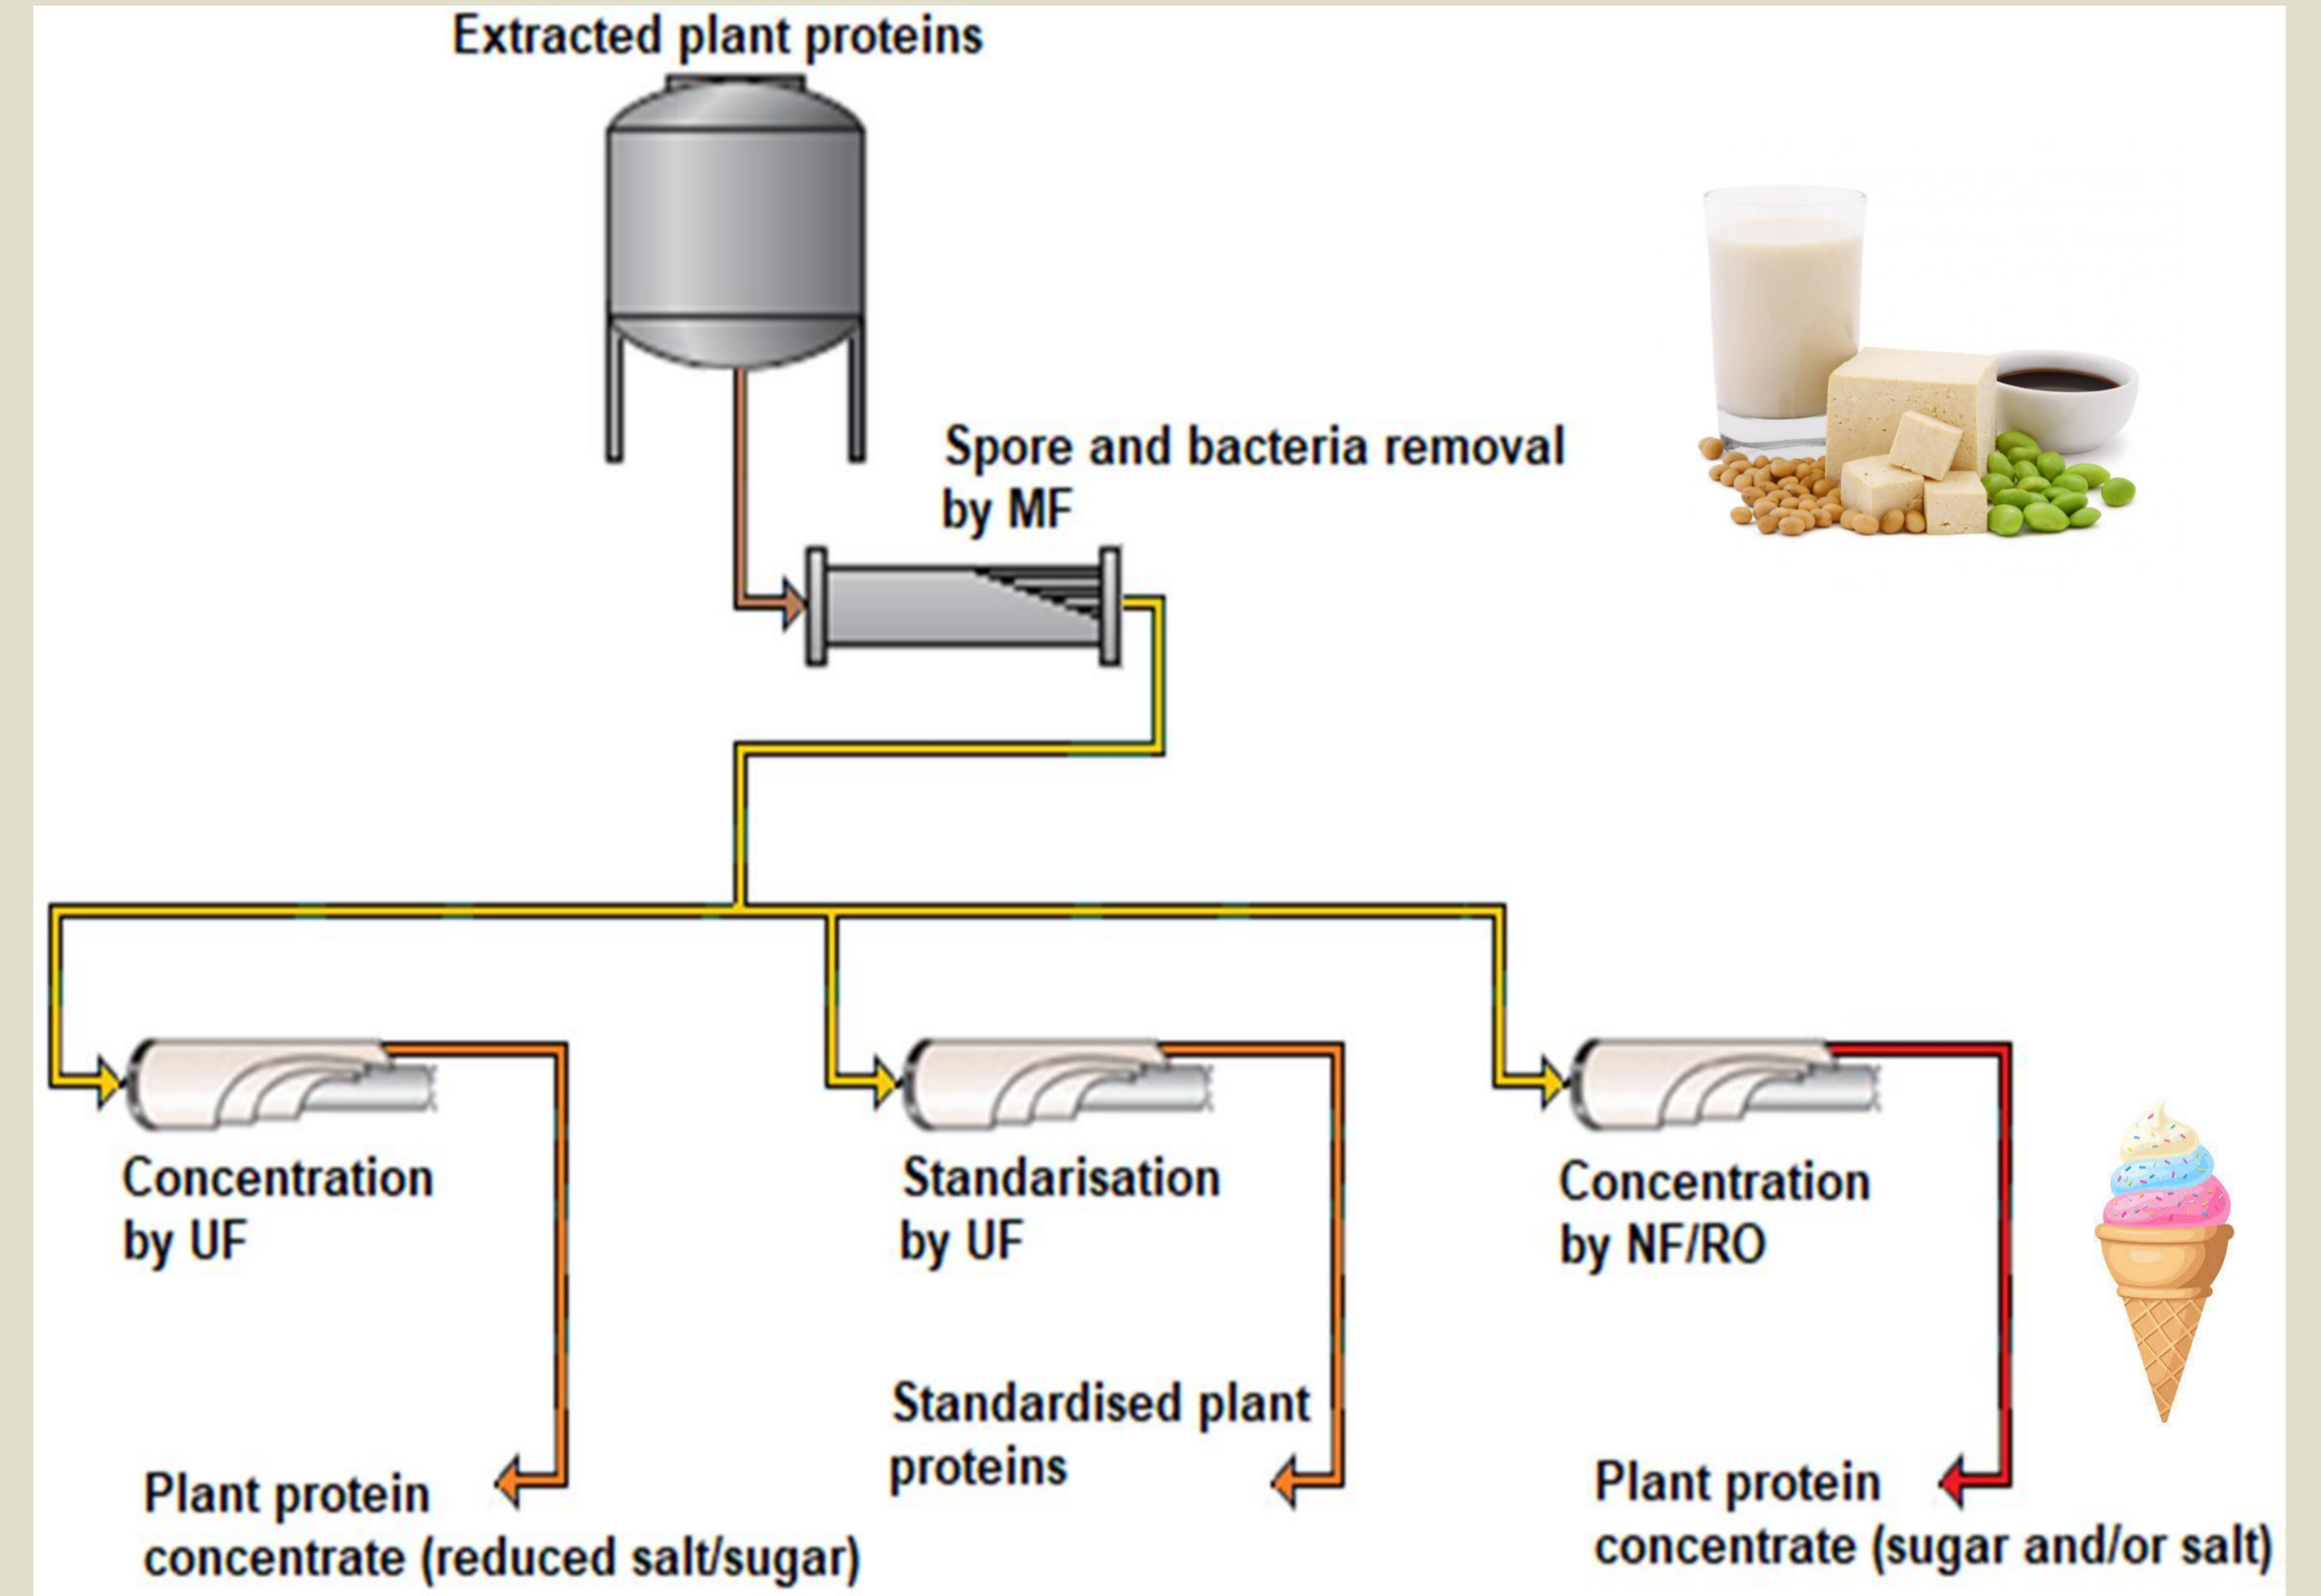 Extracted plant proteins
Spore and bacteria removal
by MF
Concentration
by UF
Standarisation
by UF
Concentration
by NF/RO
Plant protein
concentrate (reduced salt/sugar)
Standardised plant
proteins
Plant protein
concentrate (sugar and/or salt)